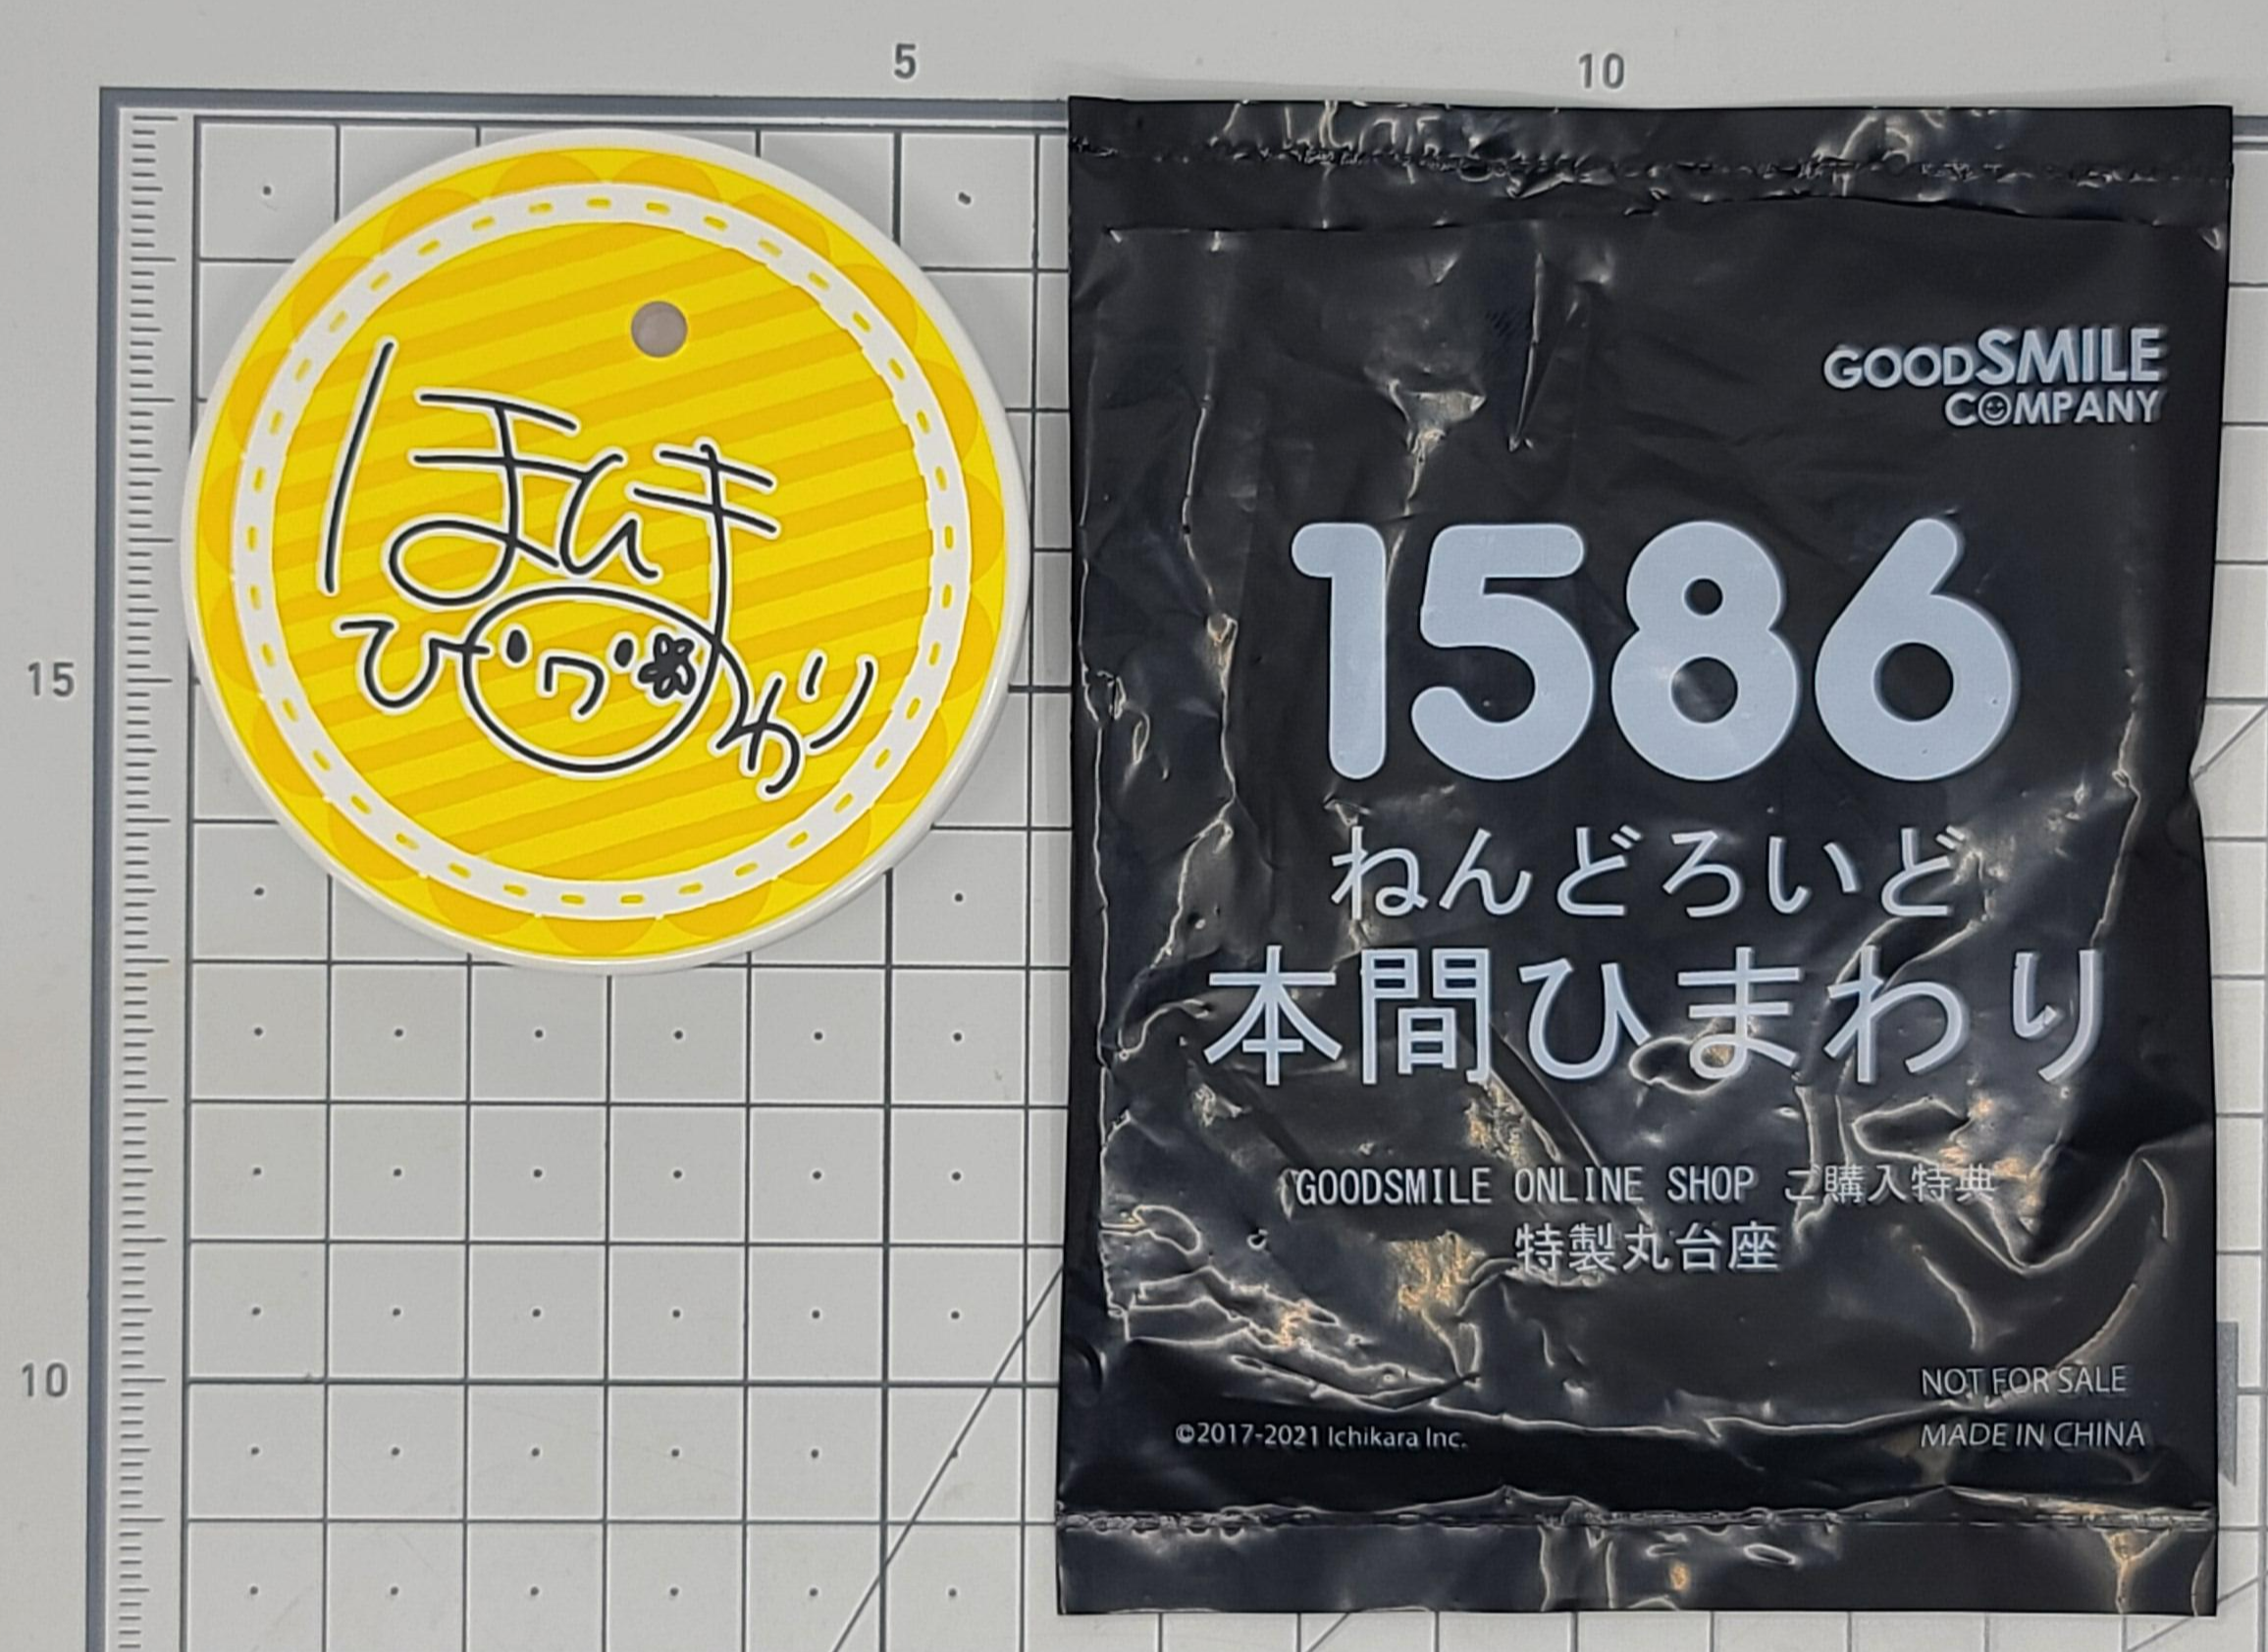 5
10
15
10
ほんま
ひまわり
GOODSMILE
COMPANY
1586
ねんどろいど
本間ひまわり
GOODSMILE ONLINE SHOP ご購入特典
特製丸台座
NOT FOR SALE
©2017-2021 Ichikara Inc.
MADE IN CHINA